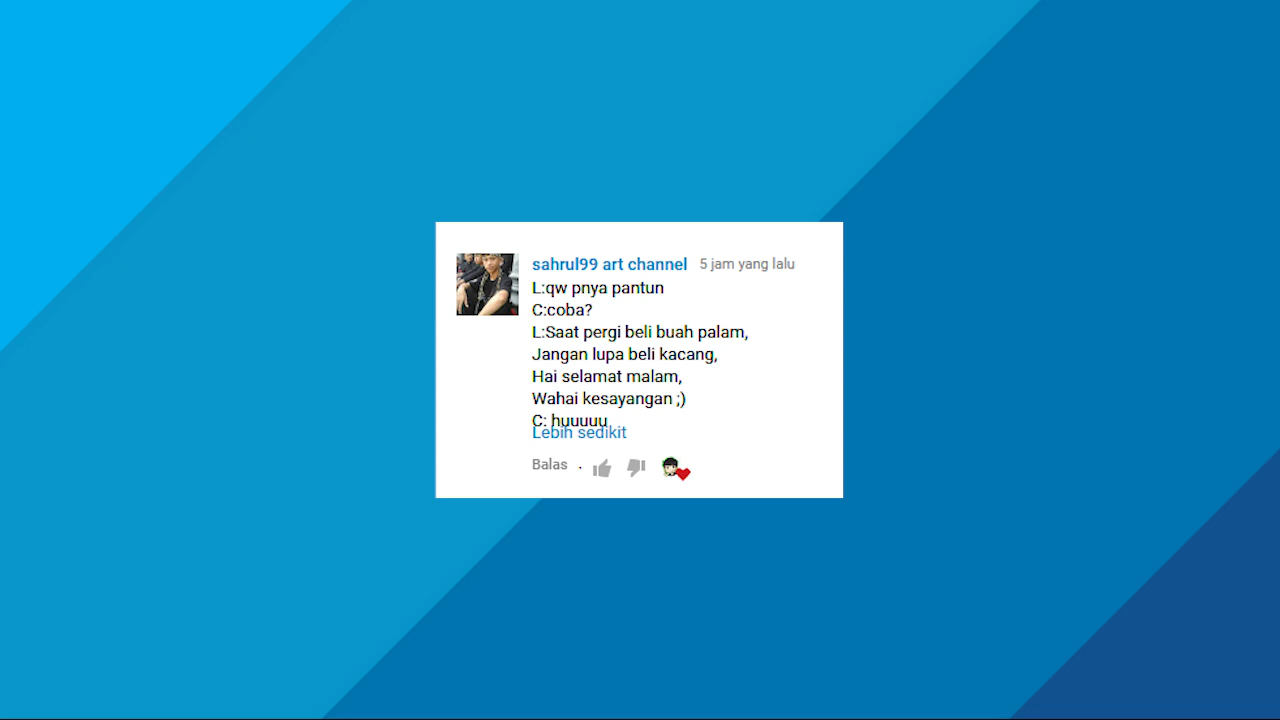 sahrul99 art channel 5 jam yang lalu
L:qw pnya pantun
C:coba?
L:Saat pergi beli buah palam,
Jangan lupa beli kacang,
Hai selamat malam,
Wahai kesayangan ;)
C: huuuuu
Lebih sedikit
Balas